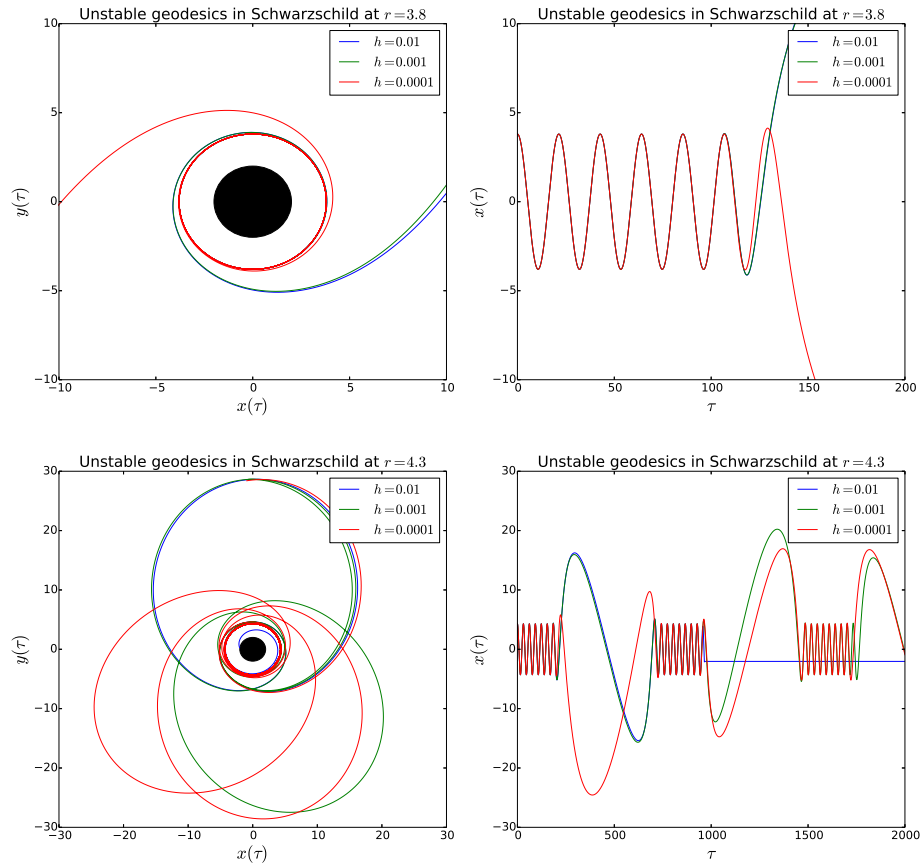 Unstable geodesics in Schwarzschild at r=3.8
10
5
0
−5
−10
y(τ)
−10 −5 0 5 10
x(τ)
h=0.01
h=0.001
h=0.0001
Unstable geodesics in Schwarzschild at r=3.8
10
5
0
−5
−10
x(τ)
0 50 100 150 200
τ
h=0.01
h=0.001
h=0.0001
Unstable geodesics in Schwarzschild at r=4.3
30
20
10
0
−10
−20
−30
y(τ)
−30 −20 −10 0 10 20 30
x(τ)
h=0.01
h=0.001
h=0.0001
Unstable geodesics in Schwarzschild at r=4.3
30
20
10
0
−10
−20
−30
x(τ)
0 500 1000 1500 2000
τ
h=0.01
h=0.001
h=0.0001